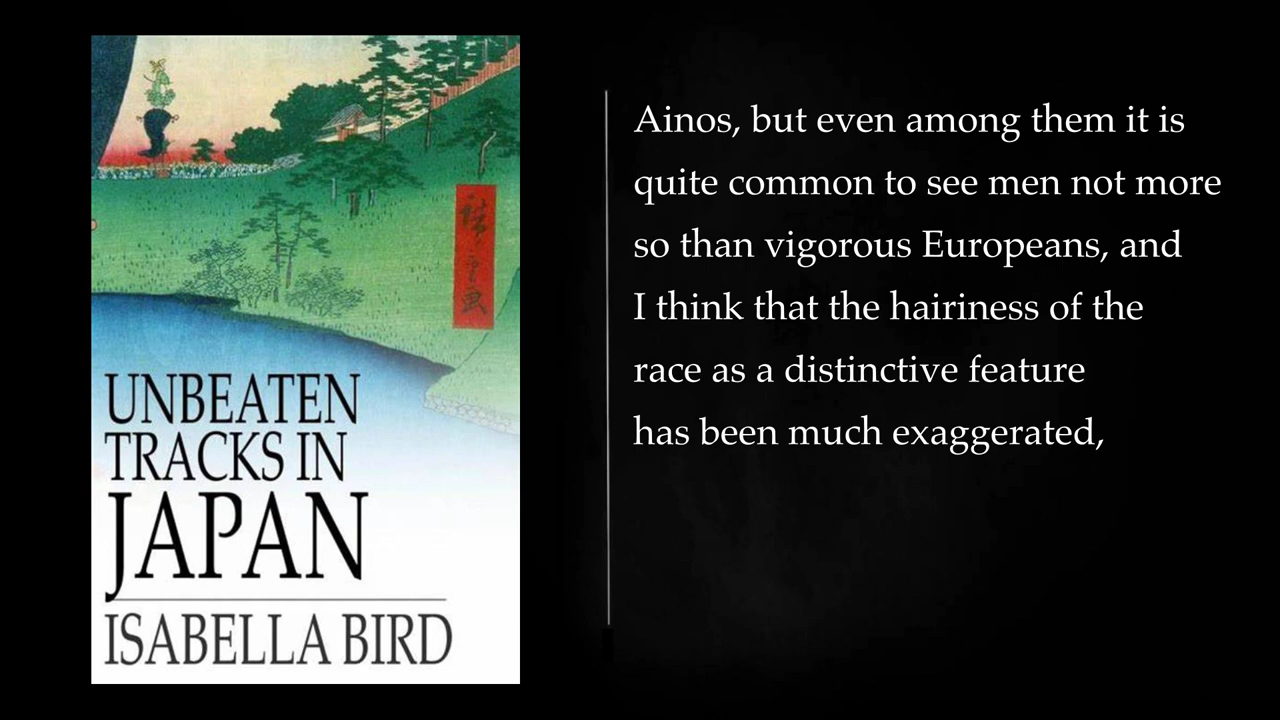 UNBEATEN
TRACKS IN
JAPAN
ISABELLA BIRD
Ainos, but even among them it is
quite common to see men not more
so than vigorous Europeans, and
I think that the hairiness of the
race as a distinctive feature
has been much exaggerated,